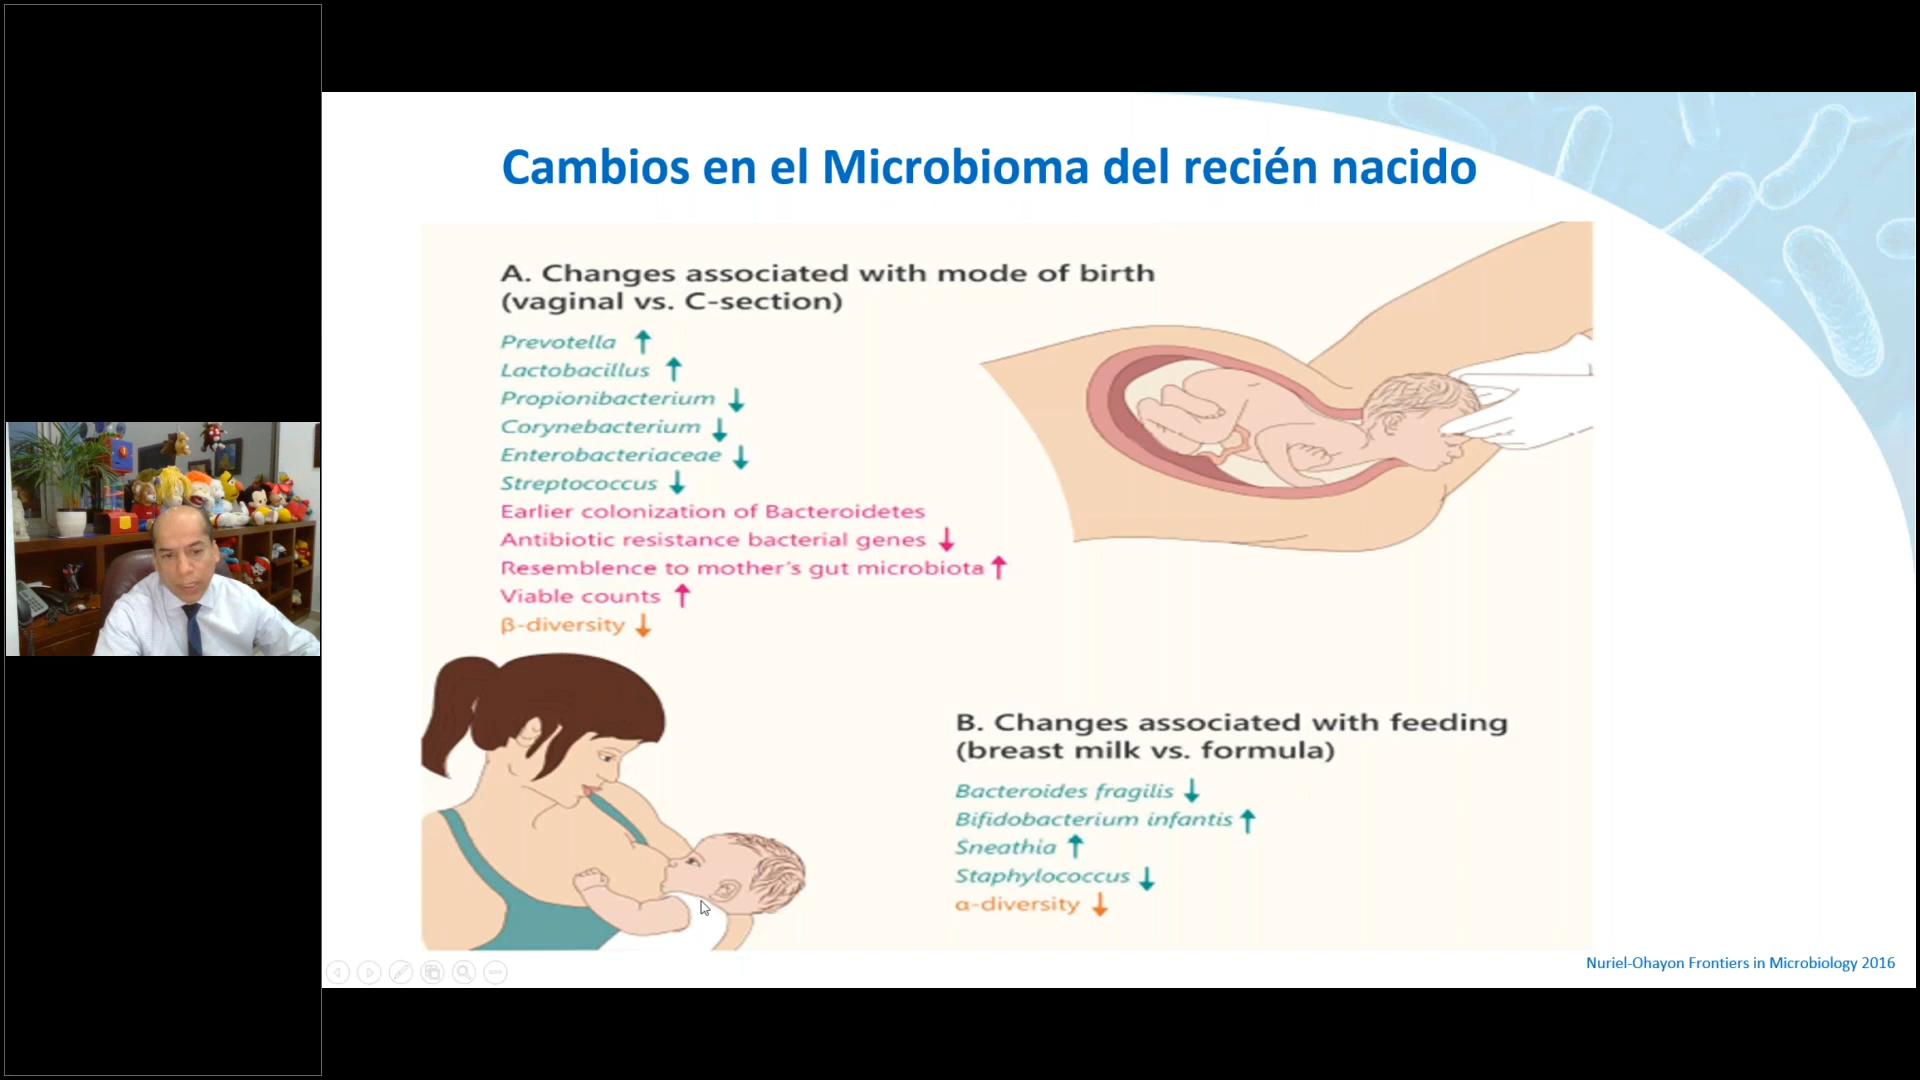 Cambios en el Microbioma del recién nacido
A. Changes associated with mode of birth
(vaginal vs. C-section)
Prevotella ↑
Lactobacillus ↑
Propionibacterium ↓
Corynebacterium ↓
Enterobacteriaceae ↓
Streptococcus ↓
Earlier colonization of Bacteroidetes
Antibiotic resistance bacterial genes ↓
Resemblence to mother's gut microbiota ↑
Viable counts ↑
β-diversity ↓
B. Changes associated with feeding
(breast milk vs. formula)
Bacteroides fragilis ↓
Bifidobacterium infantis ↑
Sneathia ↑
Staphylococcus ↓
α-diversity ↓
Nuriel-Ohayon Frontiers in Microbiology 2016